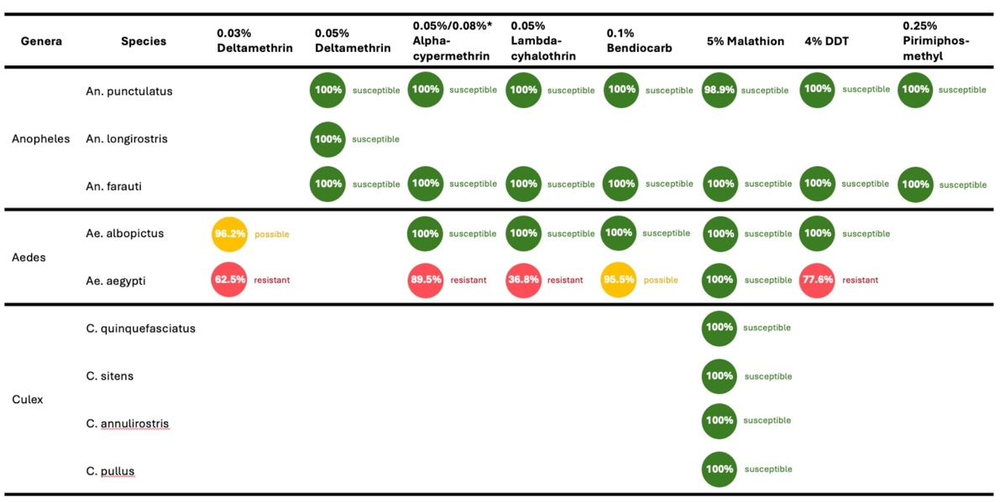 Genera Species 0.03% Deltamethrin 0.05% Deltamethrin 0.05%/0.08%* Alpha-cypermethrin 0.05% Lambda-cyhalothrin 0.1% Bendiocarb 5% Malathion 4% DDT 0.25% Pirimiphos-methyl
An. punctulatus 100% susceptible 100% susceptible 100% susceptible 100% susceptible 98.9% susceptible 100% susceptible 100% susceptible
Anopheles An. longirostris 100% susceptible
An. farauti 100% susceptible 100% susceptible 100% susceptible 100% susceptible 100% susceptible 100% susceptible 100% susceptible
Ae. albopictus 96.2% possible 100% susceptible 100% susceptible 100% susceptible 100% susceptible 100% susceptible
Aedes
Ae. aegypti 62.5% resistant 89.5% resistant 36.8% resistant 95.5% possible 100% susceptible 77.6% resistant
C. quinquefasciatus 100% susceptible
C. sitens 100% susceptible
Culex
C. annulirostris 100% susceptible
C. pullus 100% susceptible